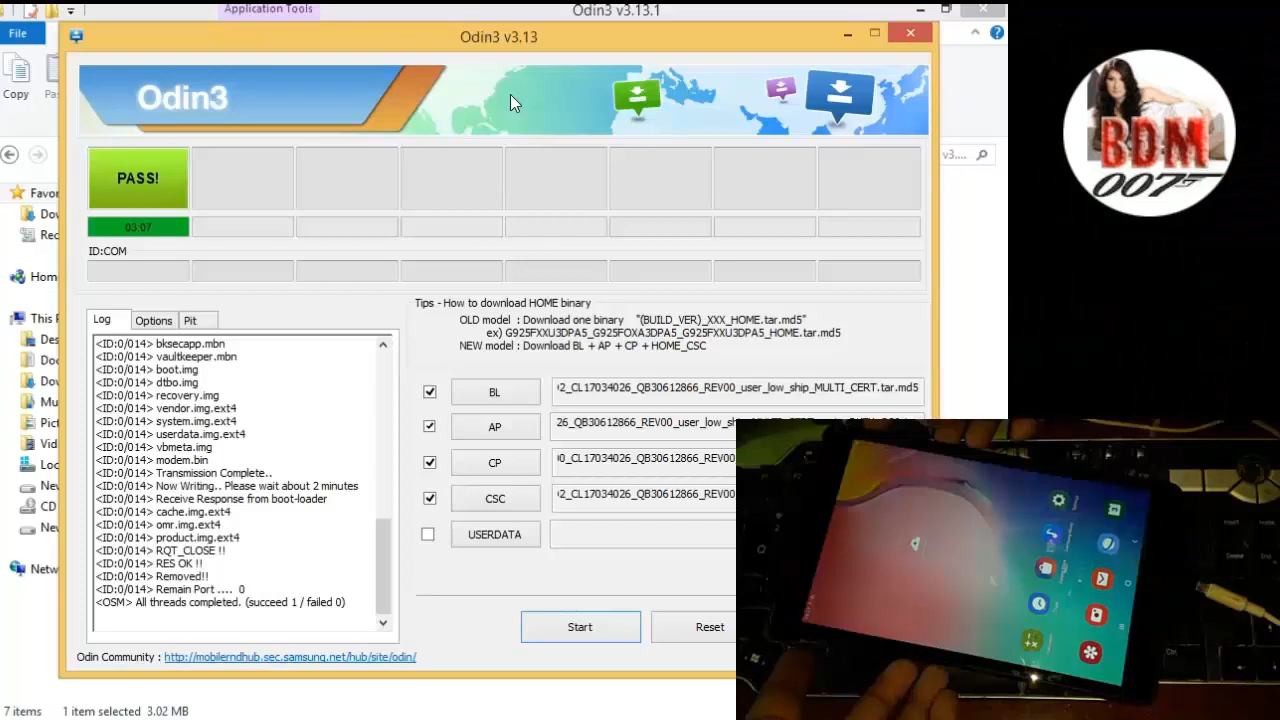 Application Tools
Odin3 v3.13.1
File
Odin3 v3.13
Copy
Odin3
PASS!
v3....
03:07
ID:COM
Log
Options
Pit
<ID:0/014> bksecapp.mbn
<ID:0/014> vaultkeeper.mbn
<ID:0/014> boot.img
<ID:0/014> dtbo.img
<ID:0/014> recovery.img
<ID:0/014> vendor.img.ext4
<ID:0/014> system.img.ext4
<ID:0/014> userdata.img.ext4
<ID:0/014> vbmeta.img
<ID:0/014> modem.bin
<ID:0/014> Transmission Complete..
<ID:0/014> Now Writing.. Please wait about 2 minutes
<ID:0/014> Receive Response from boot-loader
<ID:0/014> cache.img.ext4
<ID:0/014> omr.img.ext4
<ID:0/014> product.img.ext4
<ID:0/014> RQT_CLOSE !!
<ID:0/014> RES OK !!
<ID:0/014> Removed!!
<ID:0/014> Remain Port .... 0
<OSM> All threads completed. (succeed 1 / failed 0)
Tips - How to download HOME binary
OLD model : Download one binary "(BUILD_VER)_XXX_HOME.tar.md5"
ex) G925FXXU3DPA5_G925FOXA3DPA5_G925FXXU3DPA5_HOME.tar.md5
NEW model : Download BL + AP + CP + HOME_CSC
BL
2_CL17034026_QB30612866_REV00_user_low_ship_MULTI_CERT.tar.md5
AP
26_QB30612866_REV00_user_low_sh
CP
0_CL17034026_QB30612866_REV00
CSC
2_CL17034026_QB30612866_REV00
USERDATA
Start
Reset
Odin Community : http://mobilerndhub.sec.samsung.net/hub/site/odin/
7 items
1 item selected 3.02 MB
BDM
007